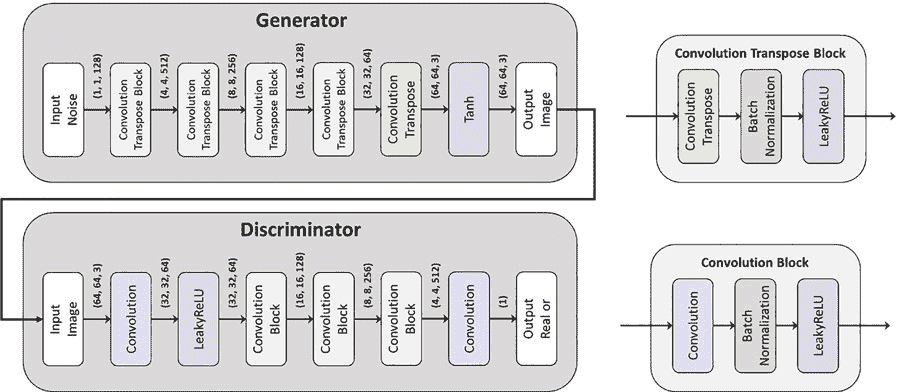 Generator
Input
Noise
(1, 1, 128)
Convolution
Transpose Block
(4, 4, 512)
Convolution
Transpose Block
(8, 8, 256)
Convolution
Transpose Block
(16, 16, 128)
Convolution
Transpose Block
(32, 32, 64)
Convolution
Transpose
(64, 64, 3)
Tanh
(64, 64, 3)
Output
Image
Convolution Transpose Block
Convolution
Transpose
Batch
Normalization
LeakyReLU
Discriminator
Input
Image
(64, 64, 3)
Convolution
(32, 32, 64)
LeakyReLU
(32, 32, 64)
Convolution
Block
(16, 16, 128)
Convolution
Block
(8, 8, 256)
Convolution
Block
(4, 4, 512)
Convolution
(1)
Output
Real or
Convolution Block
Convolution
Batch
Normalization
LeakyReLU